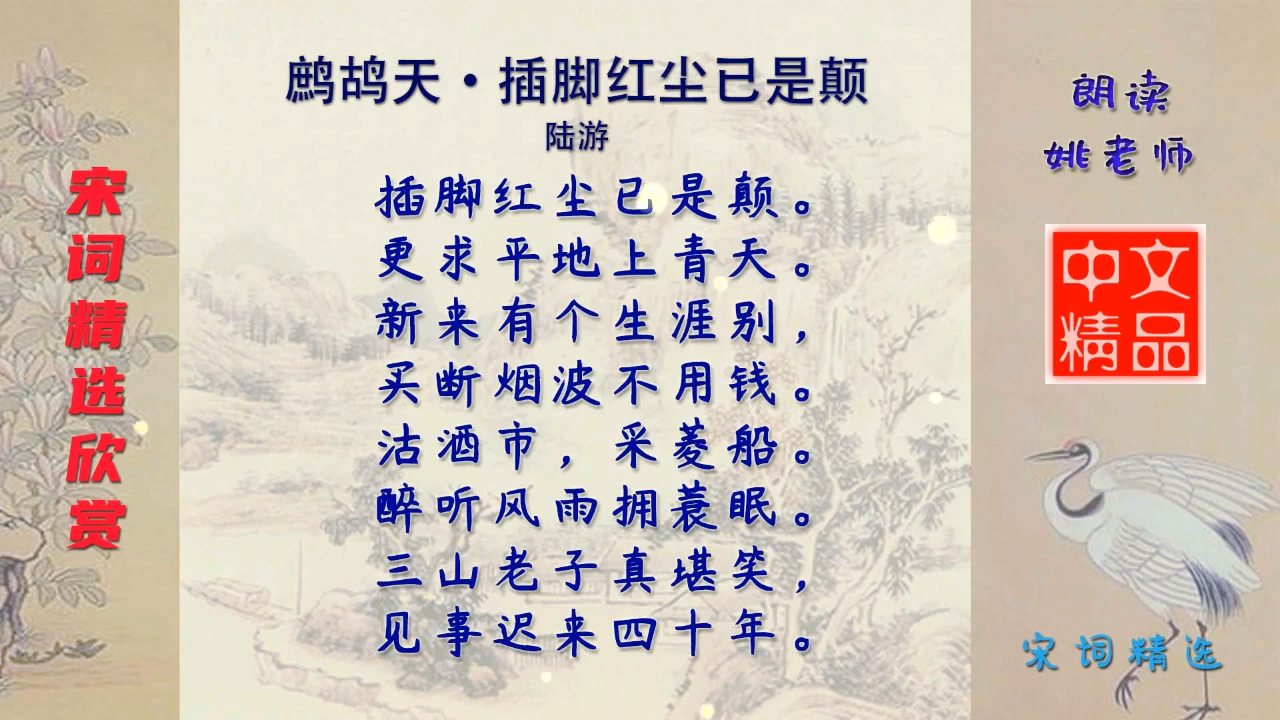 宋词精选欣赏
鹧鸪天·插脚红尘已是颠
陆游
插脚红尘已是颠。
更求平地上青天。
新来有个生涯别，
买断烟波不用钱。
沽酒市，采菱船。
醉听风雨拥蓑眠。
三山老子真堪笑，
见事迟来四十年。
朗读
姚老师
中文
精品
宋词精选